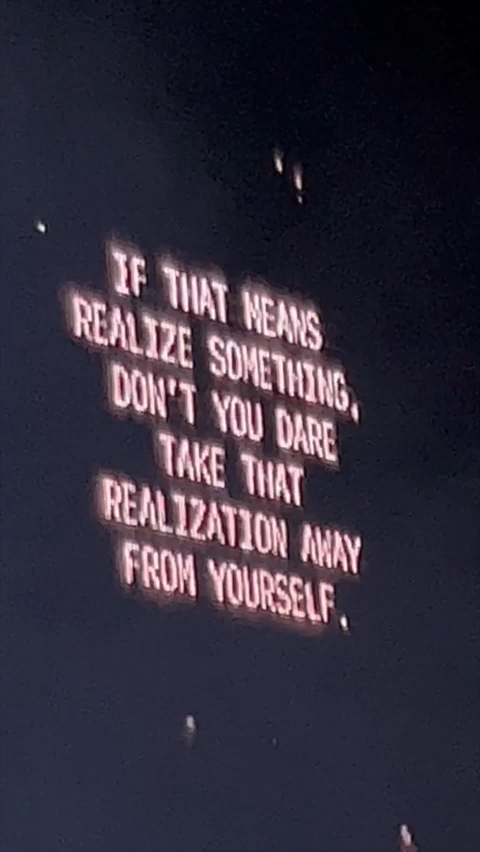 IF THAT MEANS
REALIZE SOMETHING,
DON'T YOU DARE
TAKE THAT
REALIZATION AWAY
FROM YOURSELF.